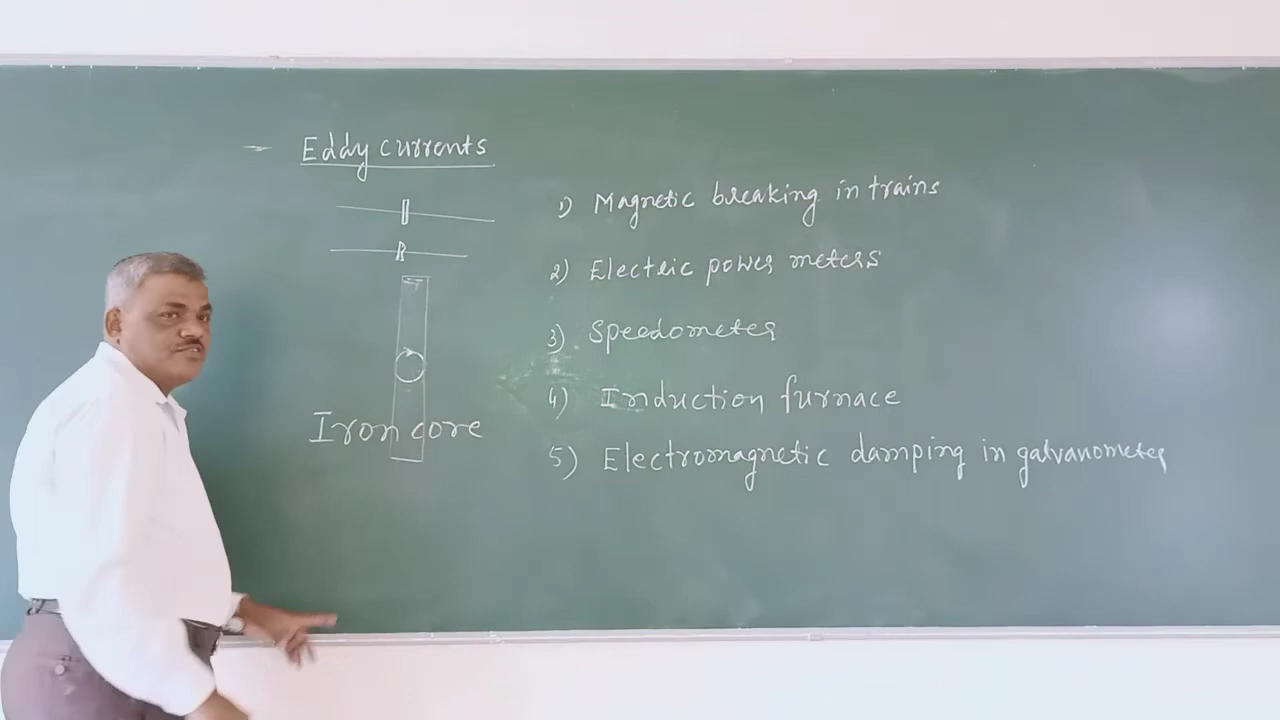 – Eddy currents
1) Magnetic breaking in trains
2) Electric power meters
3) Speedometer
4) Induction furnace
Iron core
5) Electromagnetic damping in galvanometer